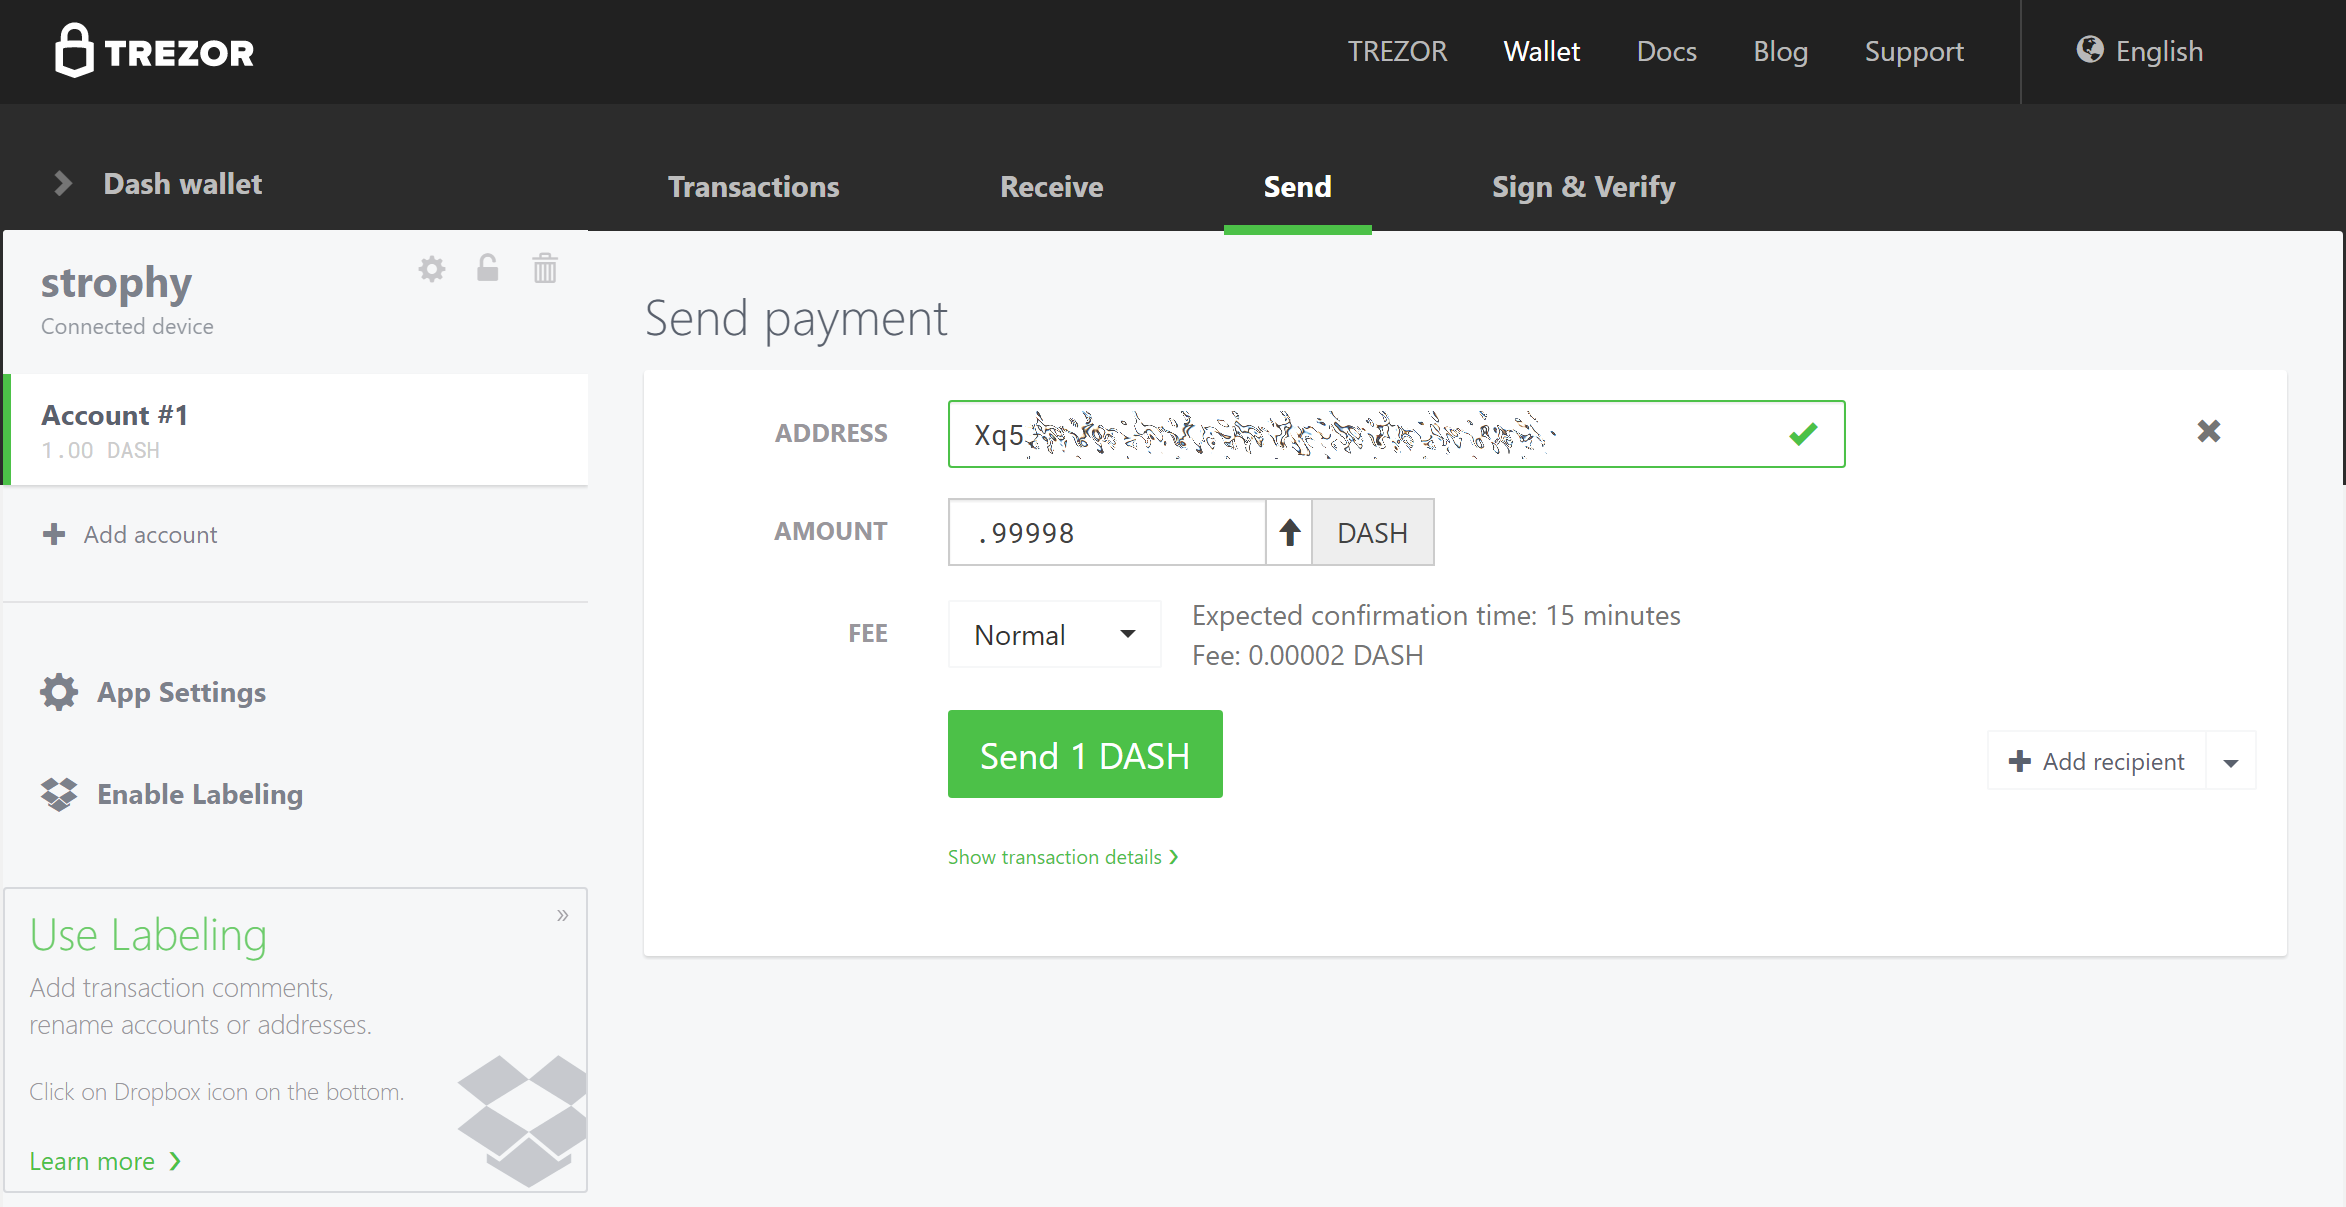 TREZOR
TREZOR Wallet Docs Blog Support English
Dash wallet
Transactions Receive Send Sign & Verify
strophy
Connected device
Account #1
1.00 DASH
Add account
App Settings
Enable Labeling
Use Labeling
»
Add transaction comments,
rename accounts or addresses.
Click on Dropbox icon on the bottom.
Learn more
Send payment
ADDRESS Xq5
AMOUNT .99998 DASH
FEE Normal
Expected confirmation time: 15 minutes
Fee: 0.00002 DASH
Send 1 DASH
Add recipient
Show transaction details